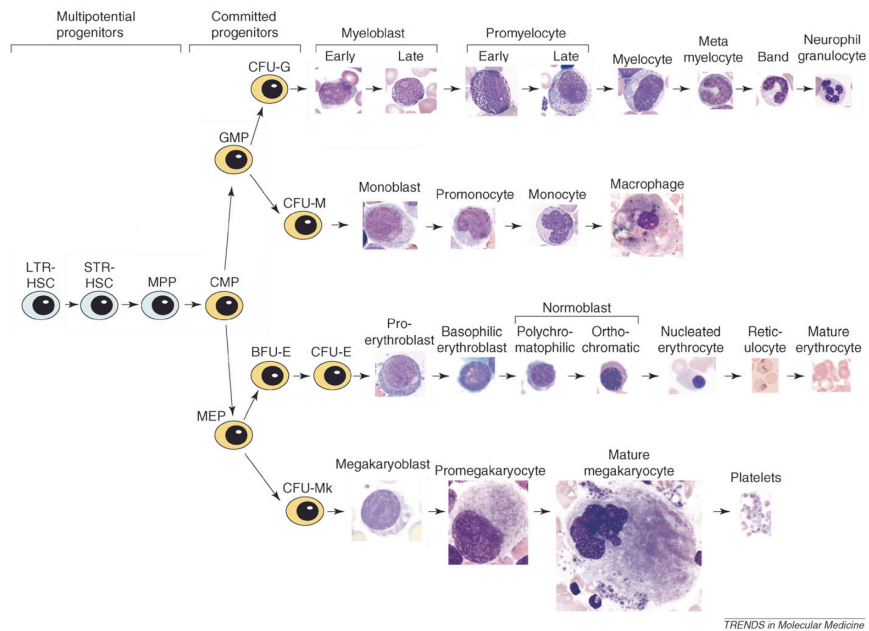 Multipotential
progenitors
Committed
progenitors
Myeloblast
Early
Late
Promyelocyte
Early
Late
Myelocyte
Meta
myelocyte
Band
Neutrophil
granulocyte
CFU-G
GMP
CFU-M
Monoblast
Promonocyte
Monocyte
Macrophage
LTR-
HSC
STR-
HSC
MPP
CMP
BFU-E
CFU-E
Pro-
erythroblast
Basophilic
erythroblast
Normoblast
Polychro-
matophilic
Ortho-
chromatic
Nucleated
erythrocyte
Retic-
ulocyte
Mature
erythrocyte
MEP
CFU-Mk
Megakaryoblast
Promegakaryocyte
Mature
megakaryocyte
Platelets
TRENDS in Molecular Medicine